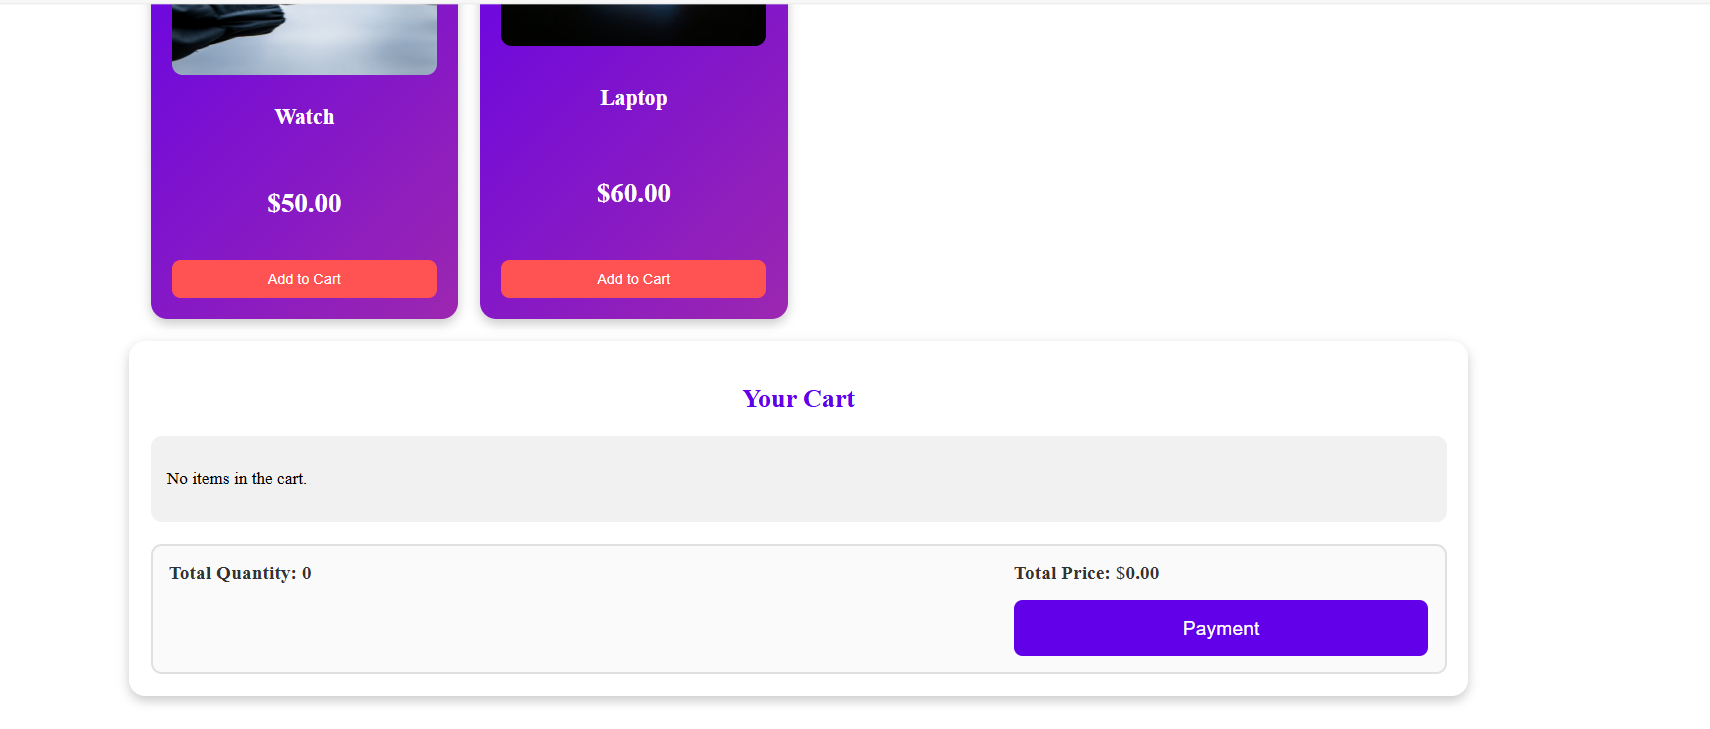 Watch
Laptop
$50.00
$60.00
Add to Cart
Add to Cart
Your Cart
No items in the cart.
Total Quantity: 0
Total Price: $0.00
Payment